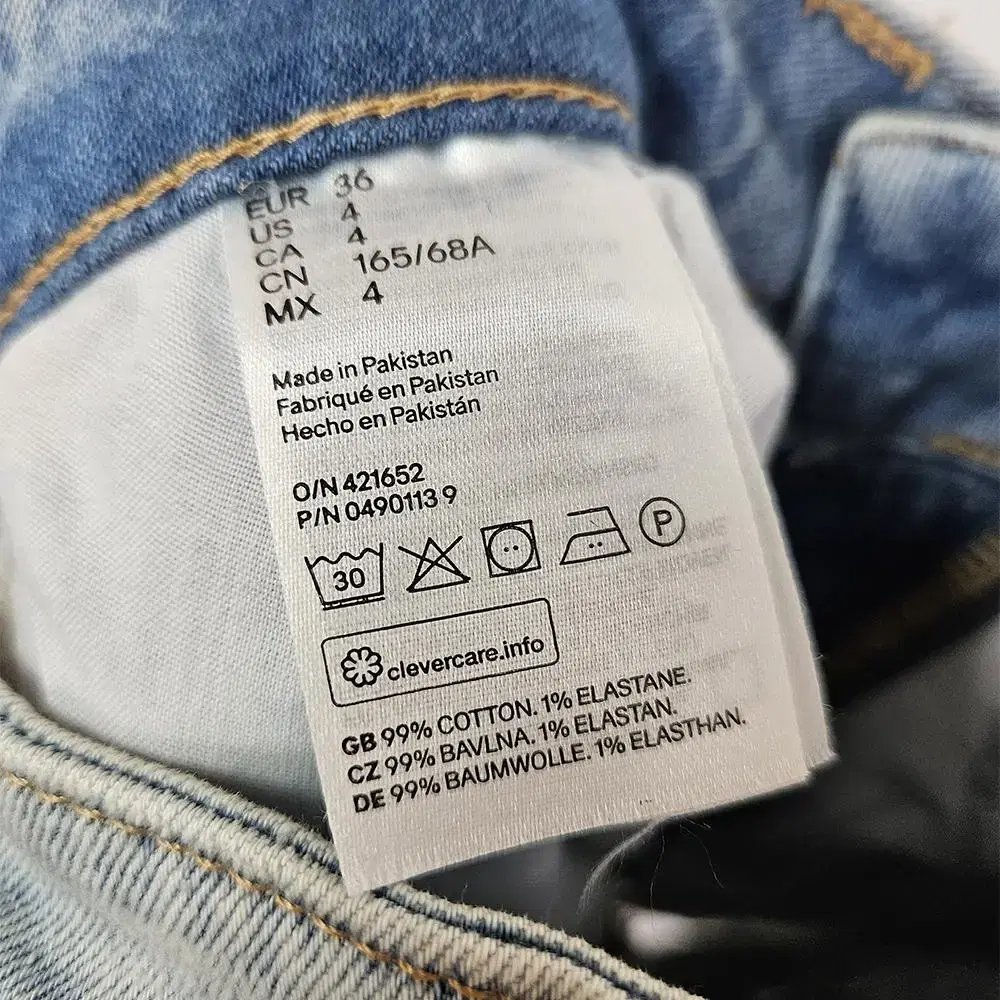 EUR 36
US 4
CA 4
CN 165/68A
MX 4
Made in Pakistan
Fabriqué en Pakistan
Hecho en Pakistán
O/N 421652
P/N 0490113 9
30 P
clevercare.info
GB 99% COTTON. 1% ELASTANE.
CZ 99% BAVLNA. 1% ELASTAN.
DE 99% BAUMWOLLE. 1% ELASTHAN.